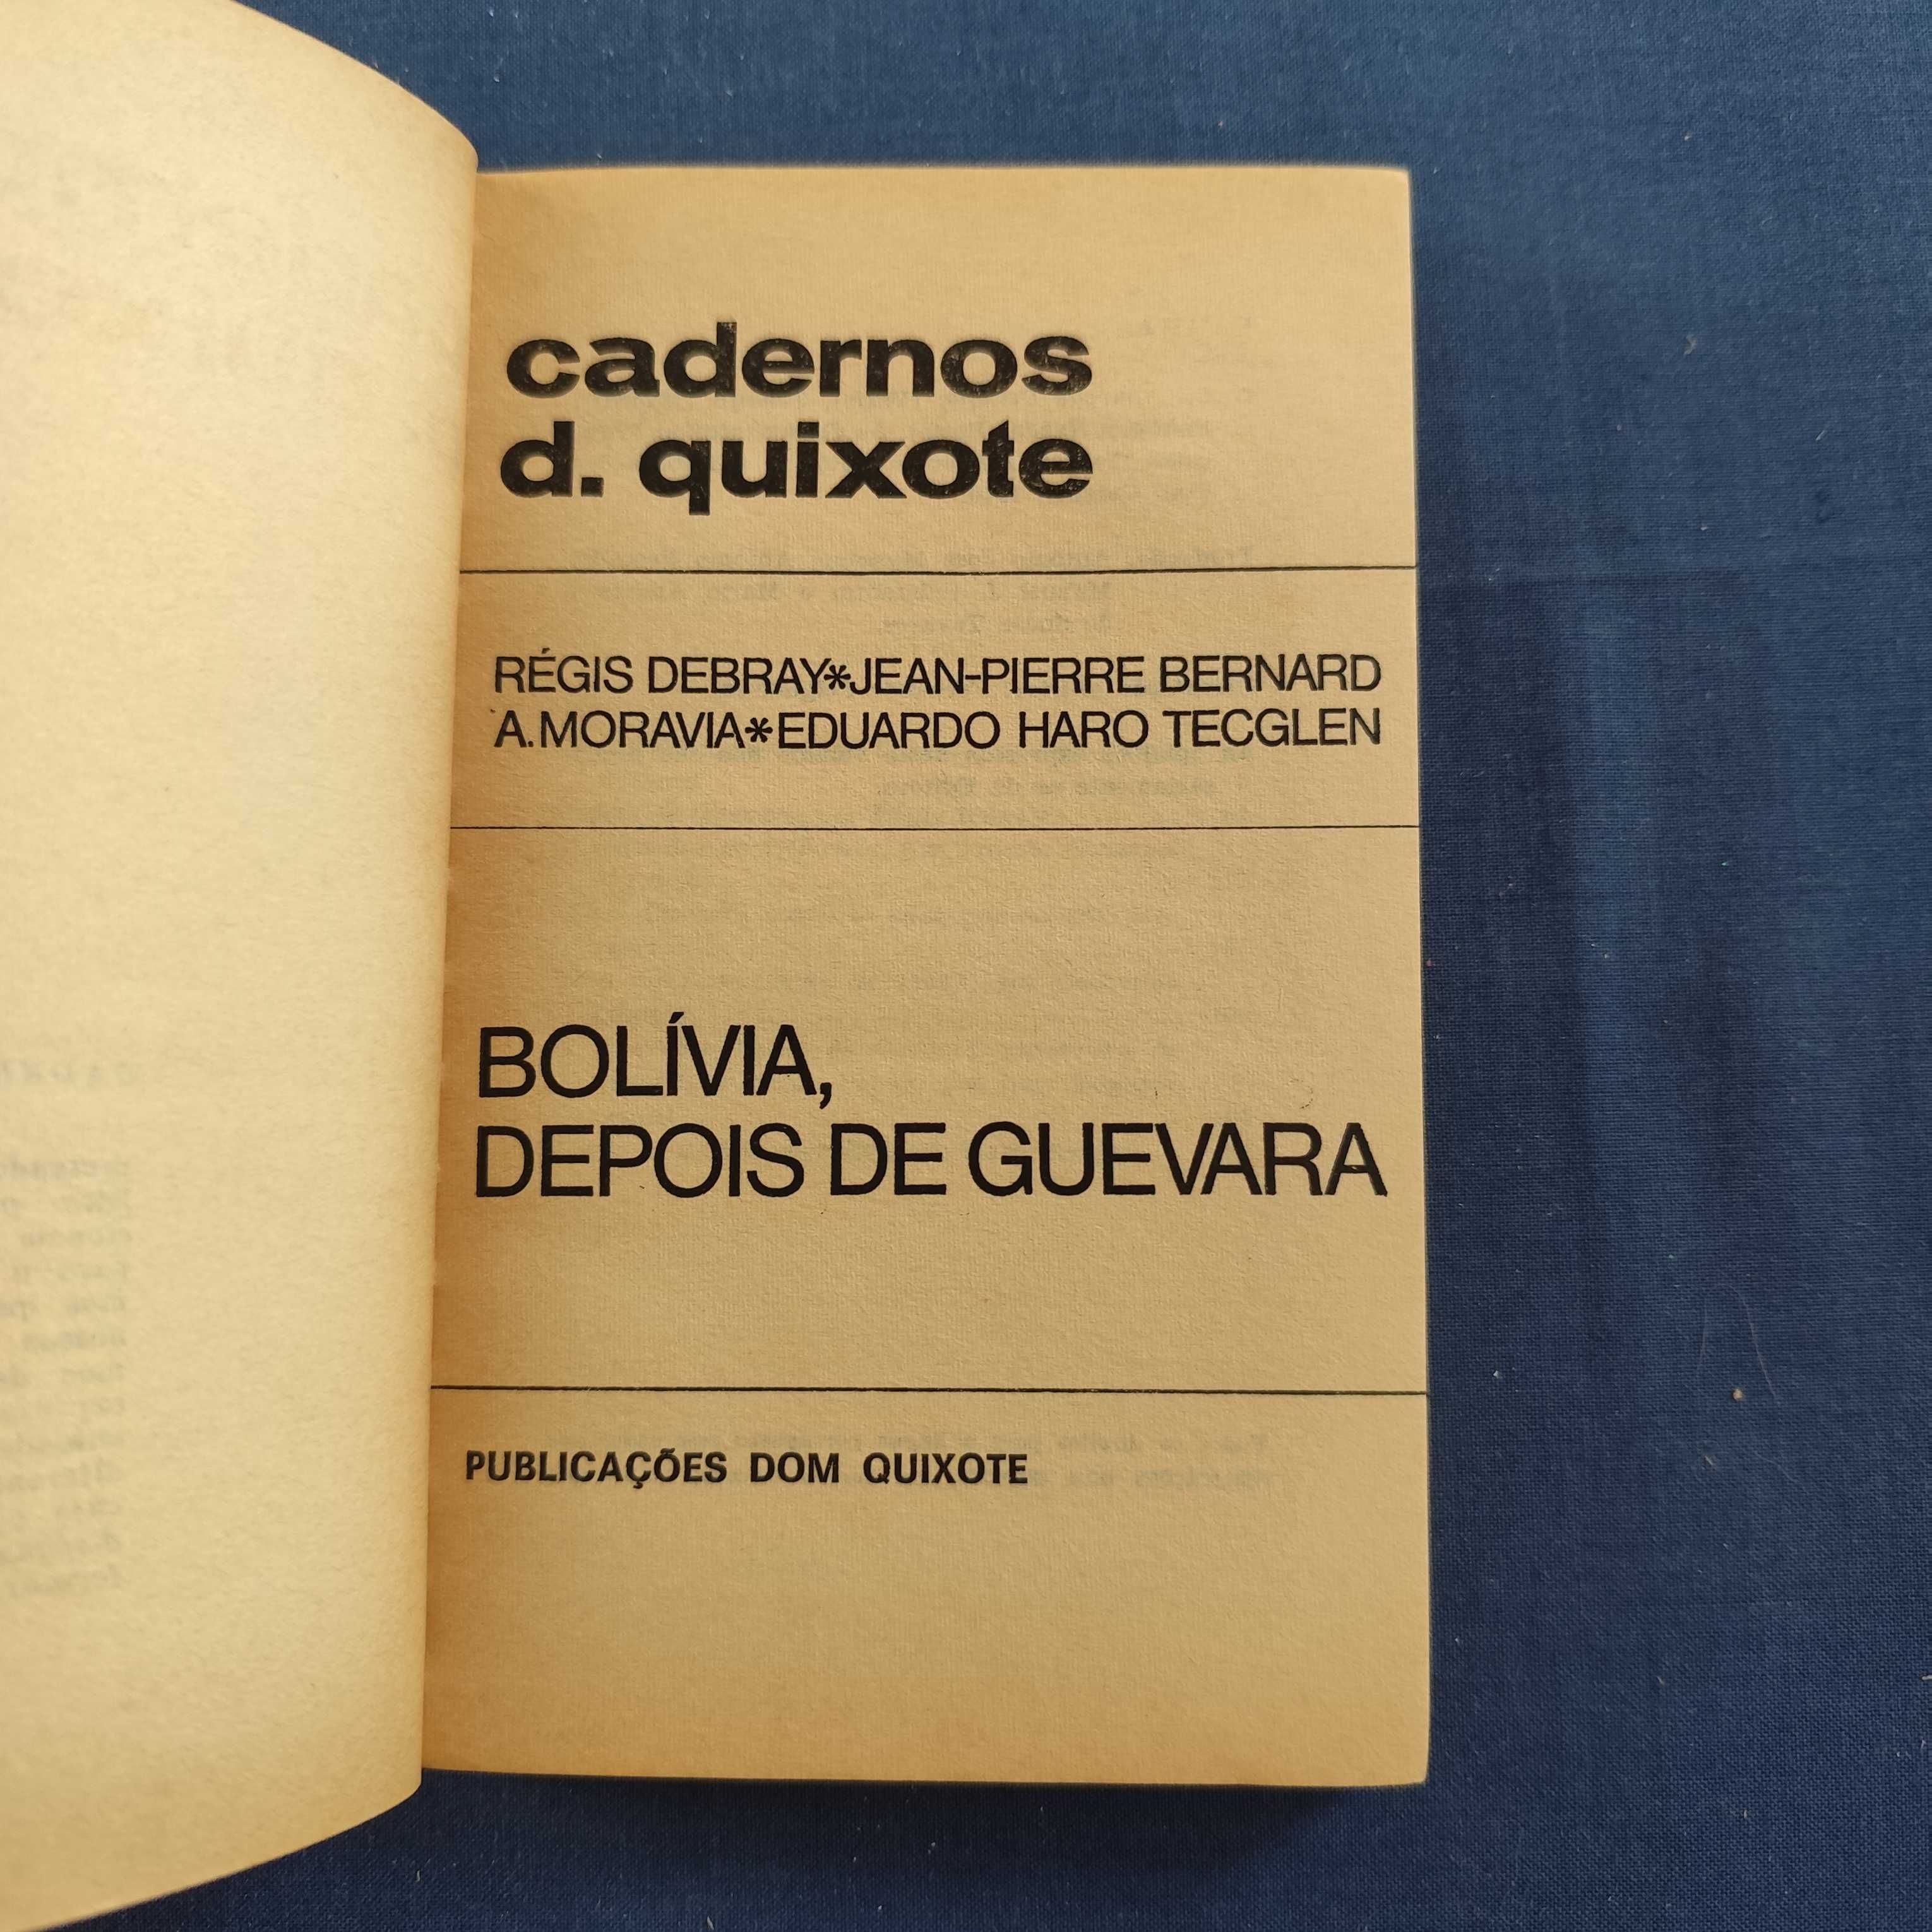 cadernos
d. quixote
RÉGIS DEBRAY*JEAN-PIERRE BERNARD
A.MORAVIA*EDUARDO HARO TECGLEN
BOLÍVIA,
DEPOIS DE GUEVARA
PUBLICAÇÕES DOM QUIXOTE